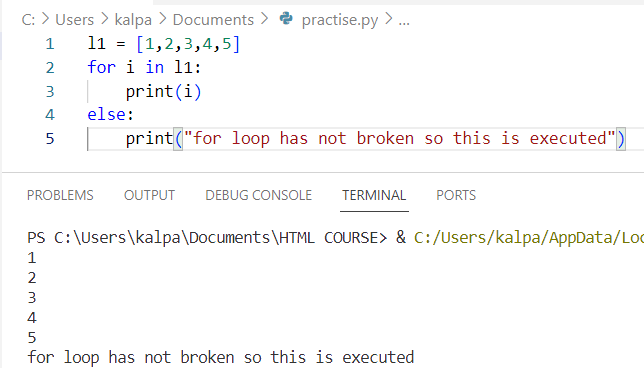 C: > Users > kalpa > Documents > practise.py > ...
1 l1 = [1,2,3,4,5]
2 for i in l1:
3 print(i)
4 else:
5 print("for loop has not broken so this is executed")
PROBLEMS OUTPUT DEBUG CONSOLE TERMINAL PORTS
PS C:\Users\kalpa\Documents\HTML COURSE> & C:/Users/kalpa/AppData/Loc
1
2
3
4
5
for loop has not broken so this is executed